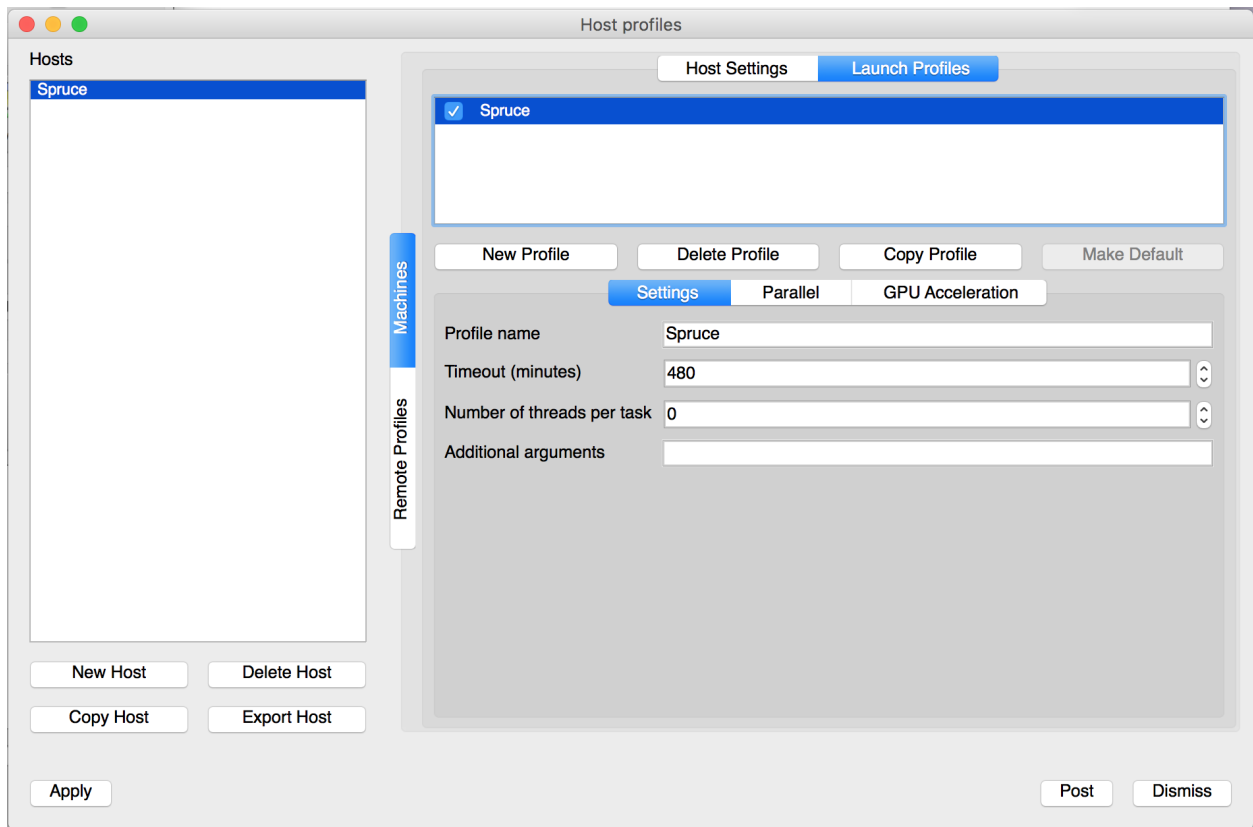 Host profiles
Hosts
Spruce
New Host
Delete Host
Copy Host
Export Host
Machines
Remote Profiles
Host Settings
Launch Profiles
Spruce
New Profile
Delete Profile
Copy Profile
Make Default
Settings
Parallel
GPU Acceleration
Profile name
Spruce
Timeout (minutes)
480
Number of threads per task
0
Additional arguments
Apply
Post
Dismiss